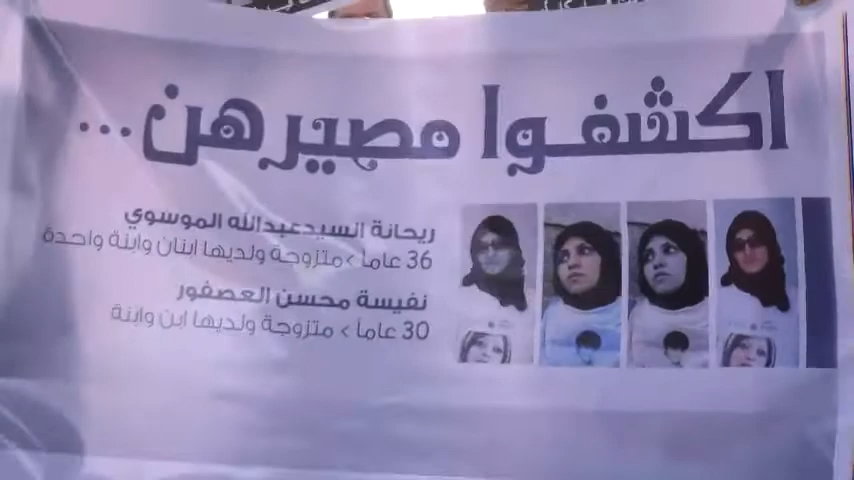 اكشفوا مصيرهن...
ريحانة السيدعبدالله الموسوي
36 عاماً > متزوجة ولديها ابنان وابنة واحدة
نفيسة محسن العصفور
30 عاماً > متزوجة ولديها ابن وابنة